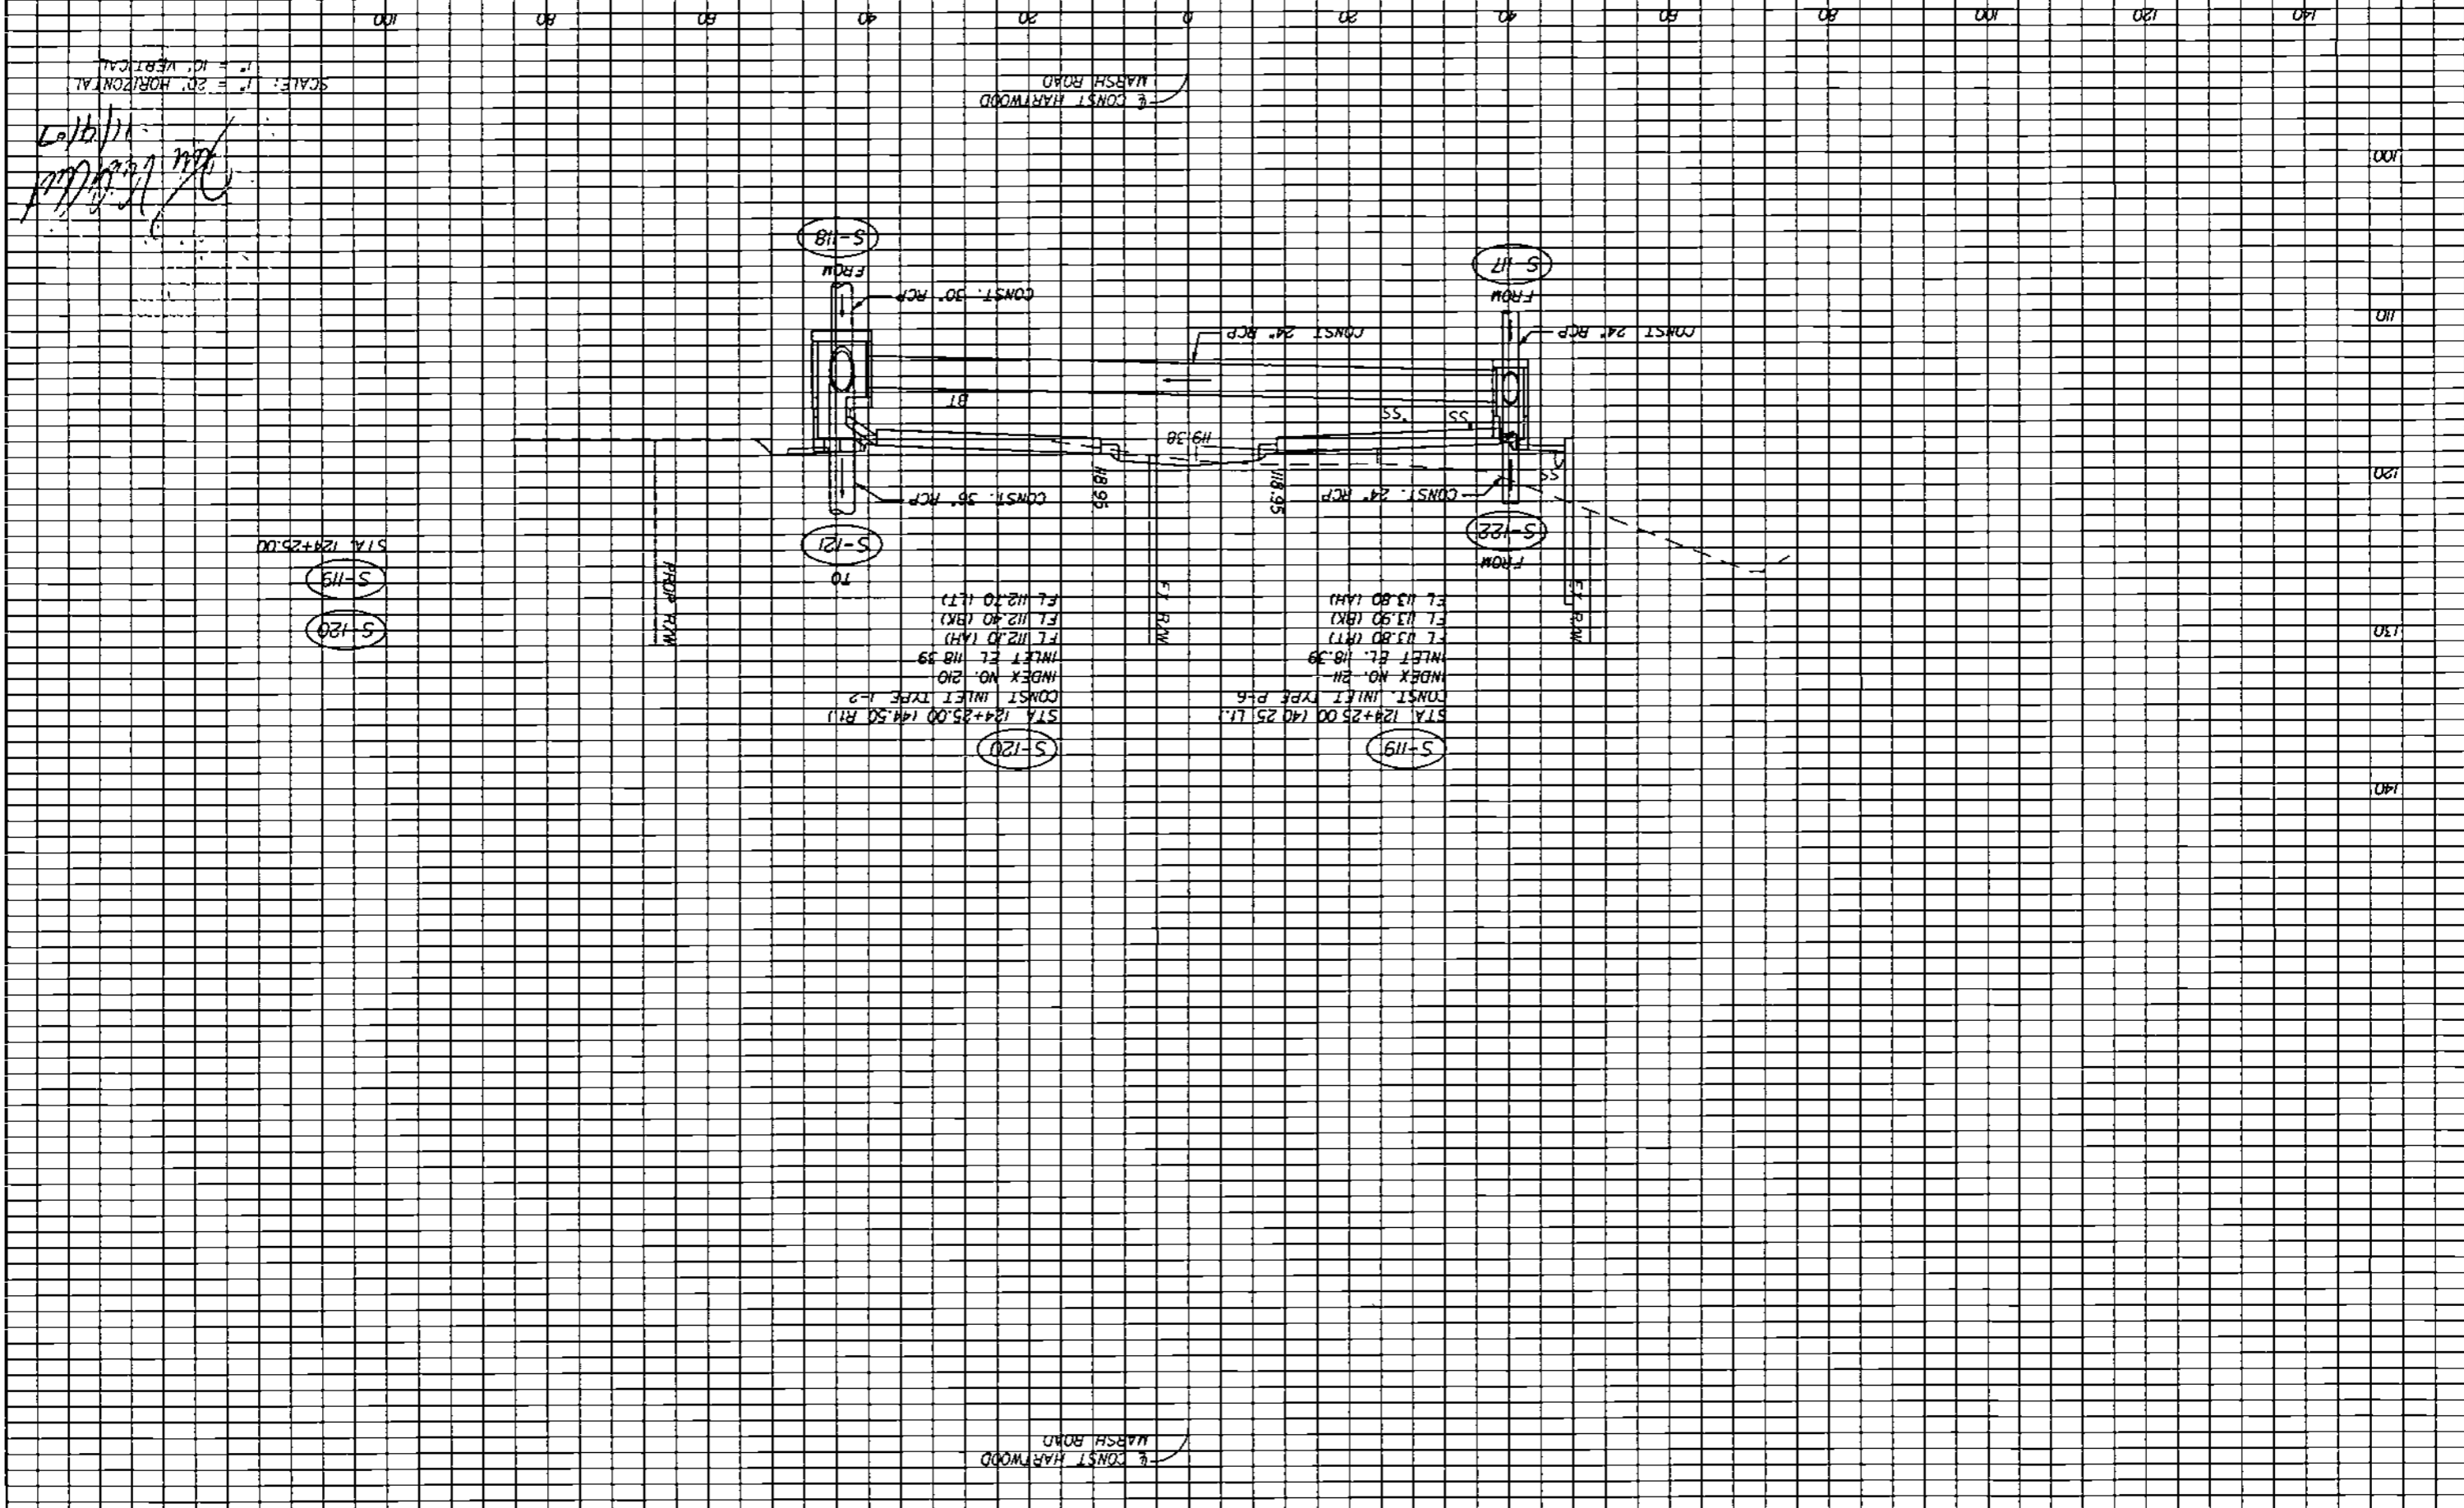 ℄ CONST HARTWOOD
MARSH ROAD
140
S-119
STA 124+25.00 (40 25 Lt.)
CONST. INLET TYPE P-6
INDEX NO. 211
INLET EL. 118.39
FL 113.80 (RT)
FL 113.90 (BK)
FL 113.80 (AH)
S-120
STA 124+25.00 (44.50 Rt.)
CONST INLET TYPE J-2
INDEX NO. 210
INLET EL 118 39
FL 112.10 (AH)
FL 112.40 (BK)
FL 112.70 (LT)
130
EX R/W
EX R/W
PROP R/W
S-120
S-119
STA. 124+25.00
FROM
S-122
TO
S-121
120
CONST. 24" RCP
118.95
118.95
CONST. 36" RCP
SS
119 38
SS
SS
BT
110
CONST 24" RCP
CONST 24" RCP
CONST. 30" RCP
FROM
S-117
FROM
S-118
100
11/9/07
℄ CONST HARTWOOD
MARSH ROAD
SCALE: 1" = 20' HORIZONTAL
1" = 10' VERTICAL
140 120 100 80 60 40 20 0 20 40 60 80 100